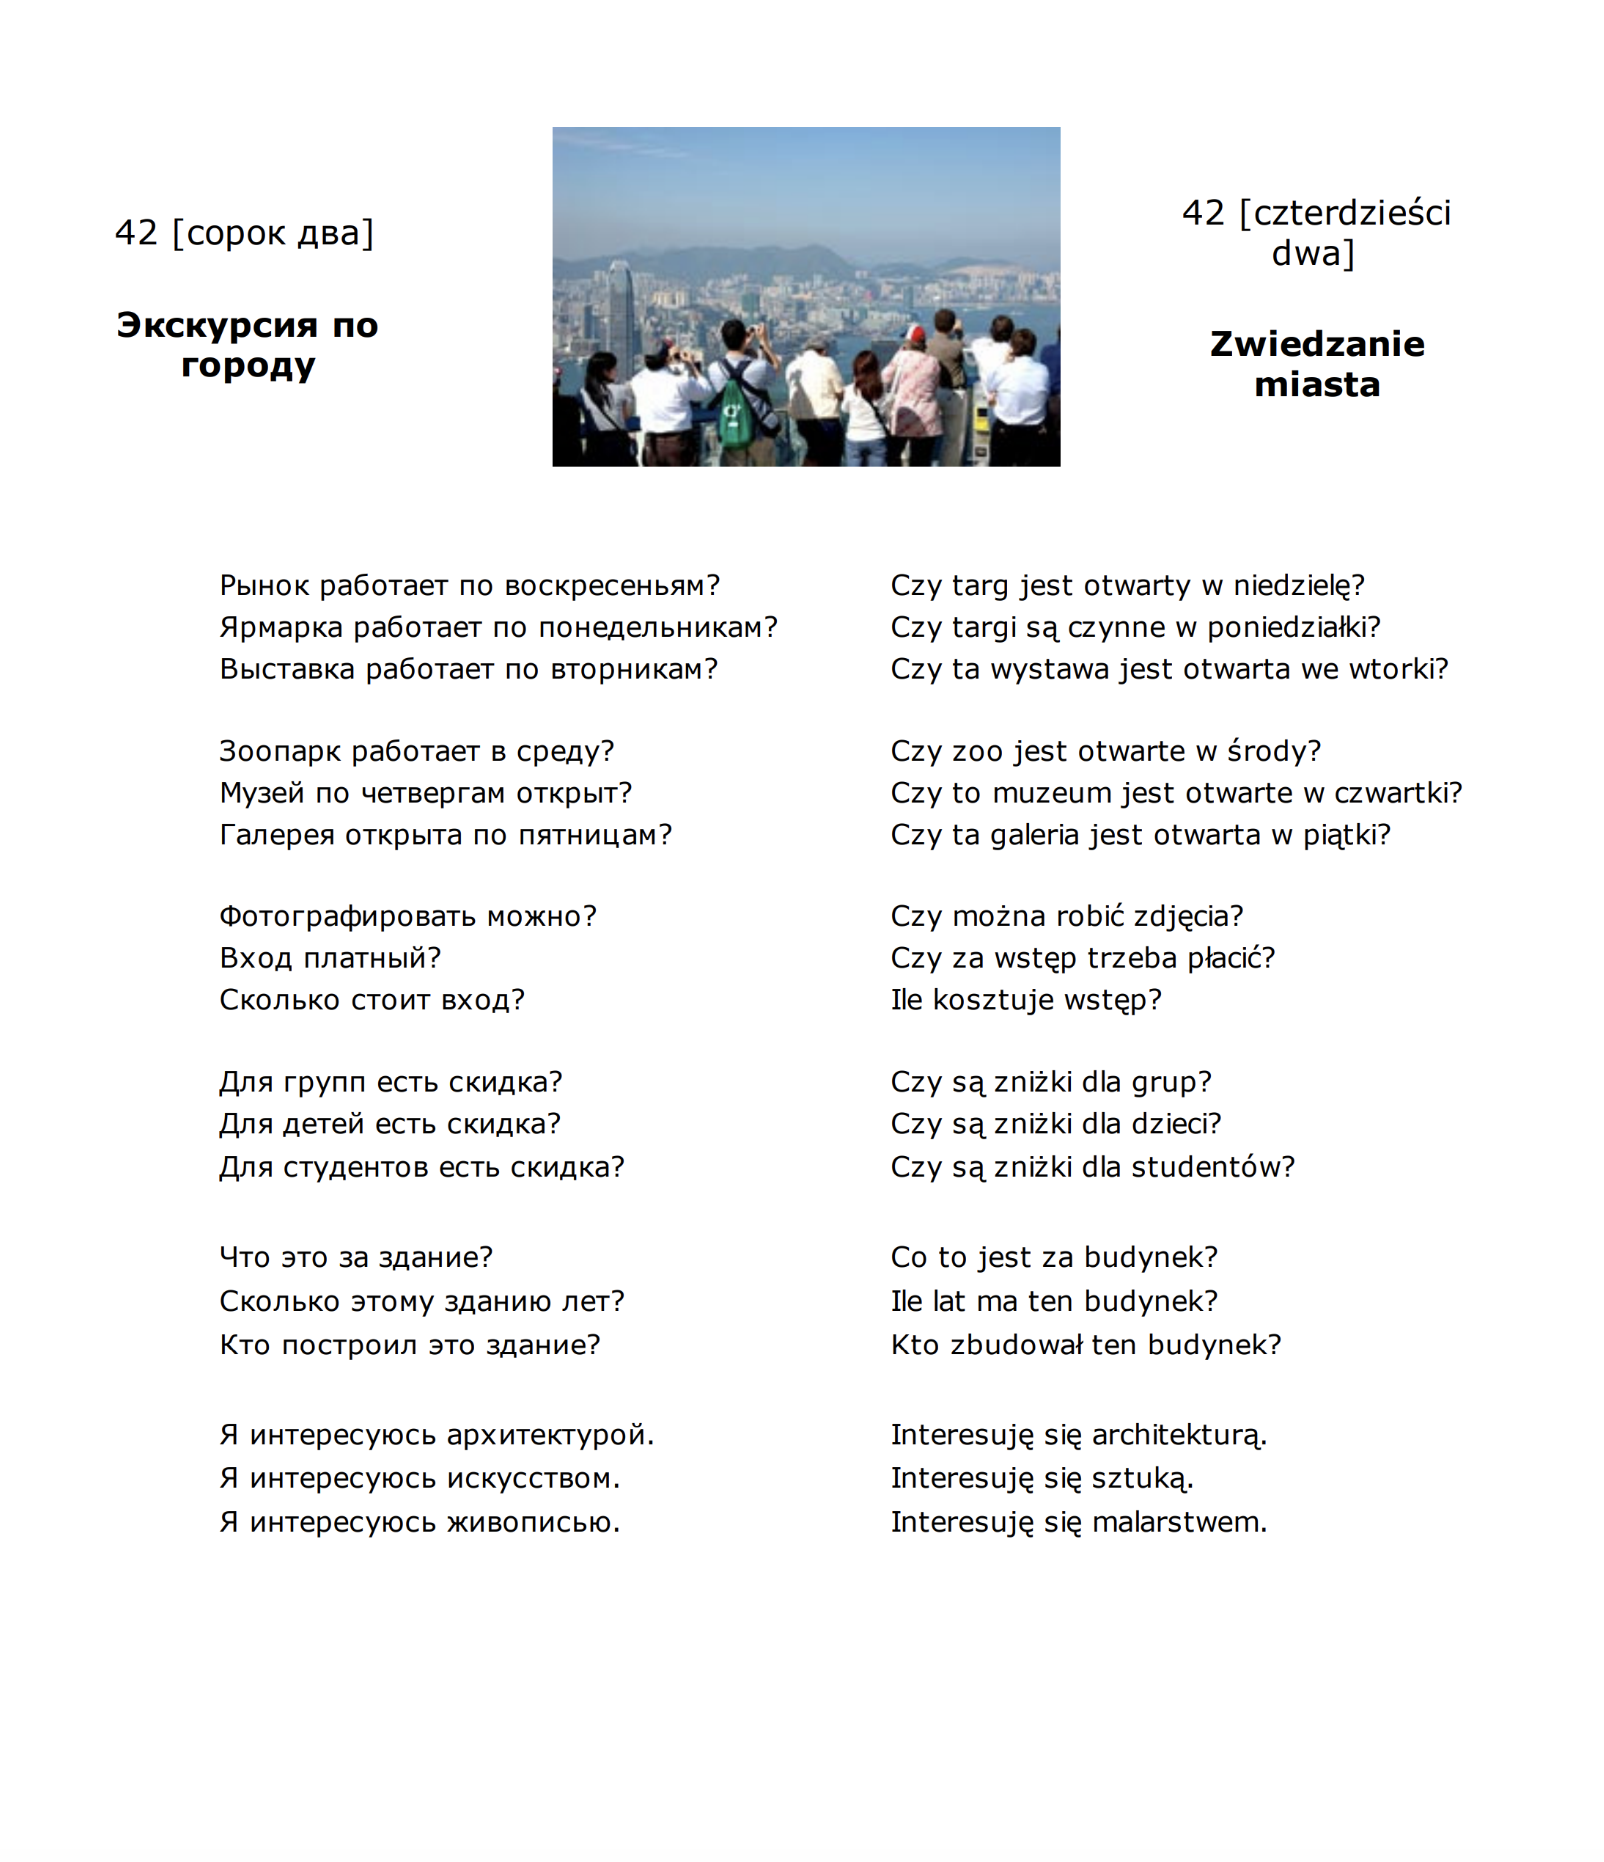 42 [сорок два]
Экскурсия по
городу
42 [czterdzieści
dwa]
Zwiedzanie
miasta
Рынок работает по воскресеньям?
Czy targ jest otwarty w niedzielę?
Ярмарка работает по понедельникам?
Czy targi są czynne w poniedziałki?
Выставка работает по вторникам?
Czy ta wystawa jest otwarta we wtorki?
Зоопарк работает в среду?
Czy zoo jest otwarte w środy?
Музей по четвергам открыт?
Czy to muzeum jest otwarte w czwartki?
Галерея открыта по пятницам?
Czy ta galeria jest otwarta w piątki?
Фотографировать можно?
Czy można robić zdjęcia?
Вход платный?
Czy za wstęp trzeba płacić?
Сколько стоит вход?
Ile kosztuje wstęp?
Для групп есть скидка?
Czy są zniżki dla grup?
Для детей есть скидка?
Czy są zniżki dla dzieci?
Для студентов есть скидка?
Czy są zniżki dla studentów?
Что это за здание?
Co to jest za budynek?
Сколько этому зданию лет?
Ile lat ma ten budynek?
Кто построил это здание?
Kto zbudował ten budynek?
Я интересуюсь архитектурой.
Interesuję się architekturą.
Я интересуюсь искусством.
Interesuję się sztuką.
Я интересуюсь живописью.
Interesuję się malarstwem.